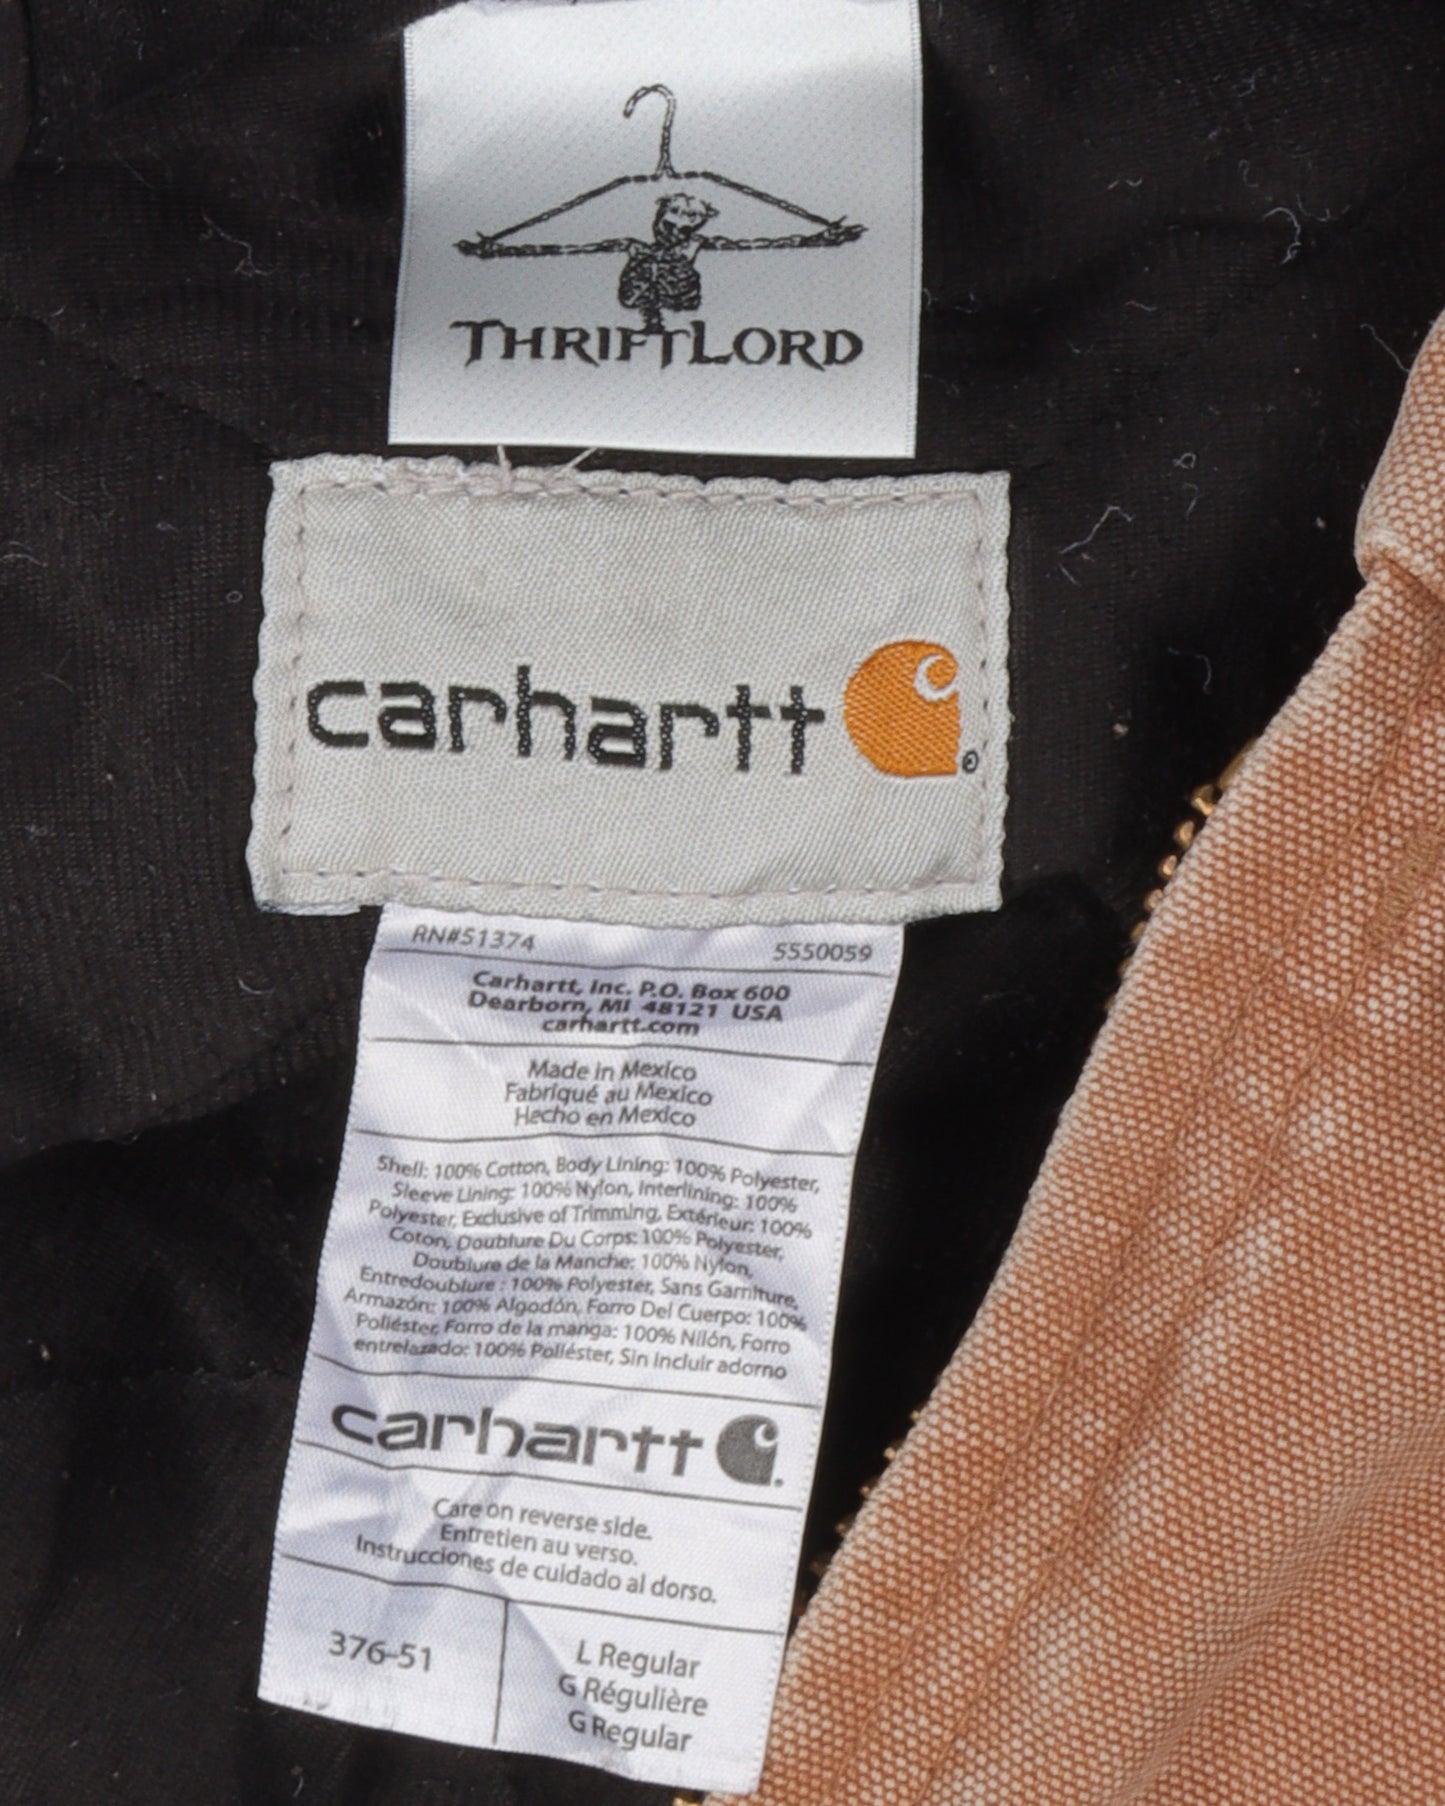 THRIFTLORD
carhartt
RN#51374 5550059
Carhartt, Inc. P.O. Box 600
Dearborn, MI 48121 USA
carhartt.com
Made in Mexico
Fabriqué au Mexico
Hecho en Mexico
Shell: 100% Cotton, Body Lining: 100% Polyester,
Sleeve Lining: 100% Nylon, Interlining: 100%
Polyester, Exclusive of Trimming, Extérieur: 100%
Coton, Doublure Du Corps: 100% Polyester,
Doublure de la Manche: 100% Nylon,
Entredoublure : 100% Polyester, Sans Garniture,
Armazón: 100% Algodón, Forro Del Cuerpo: 100%
Poliéster, Forro de la manga: 100% Nilón, Forro
entrelazado: 100% Poliéster, Sin Incluir adorno
carhartt
Care on reverse side.
Entretien au verso.
Instrucciones de cuidado al dorso.
376-51
L Regular
G Régulière
G Regular